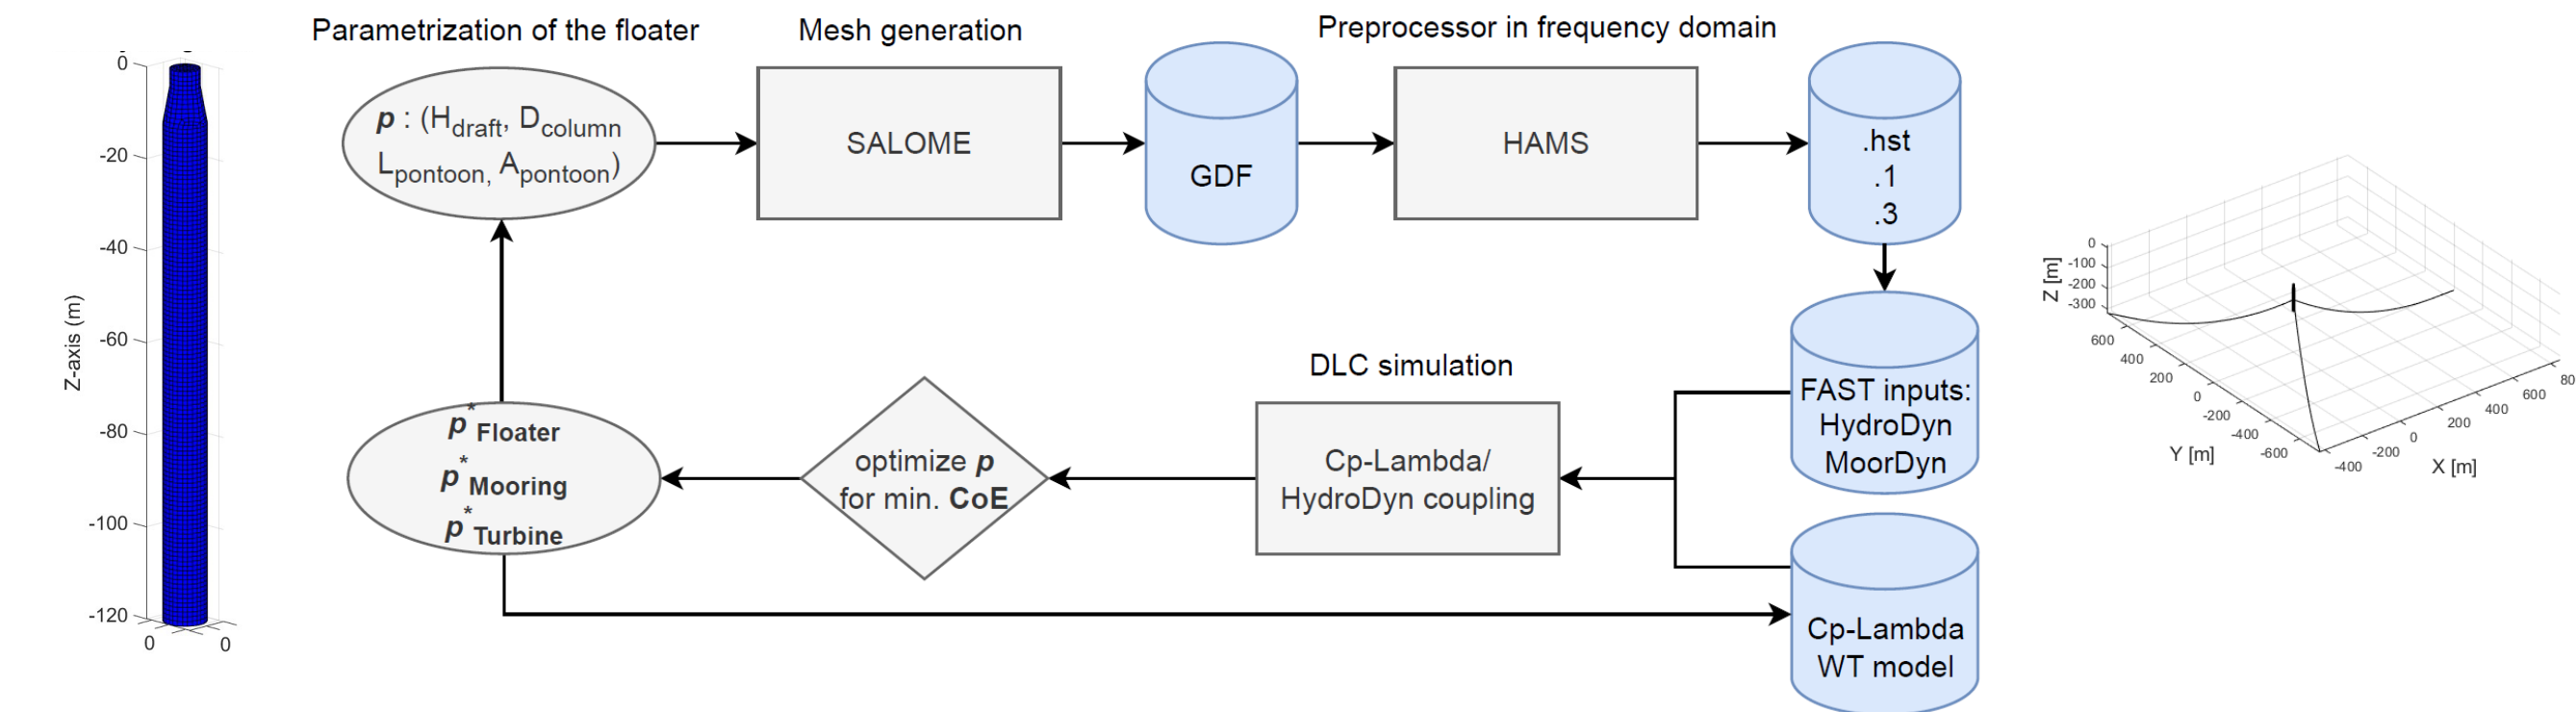 Parametrization of the floater
Mesh generation
Preprocessor in frequency domain
p : (Hdraft, Dcolumn
Lpontoon, Apontoon)
SALOME
GDF
HAMS
.hst
.1
.3
FAST inputs:
HydroDyn
MoorDyn
DLC simulation
Cp-Lambda/
HydroDyn coupling
optimize p
for min. CoE
p* Floater
p* Mooring
p* Turbine
Cp-Lambda
WT model
0
-20
-40
-60
-80
-100
-120
Z-axis (m)
0
0
0
-100
-200
-300
Z [m]
600
400
200
0
-200
-400
-600
Y [m]
-400
-200
0
200
400
600
X [m]